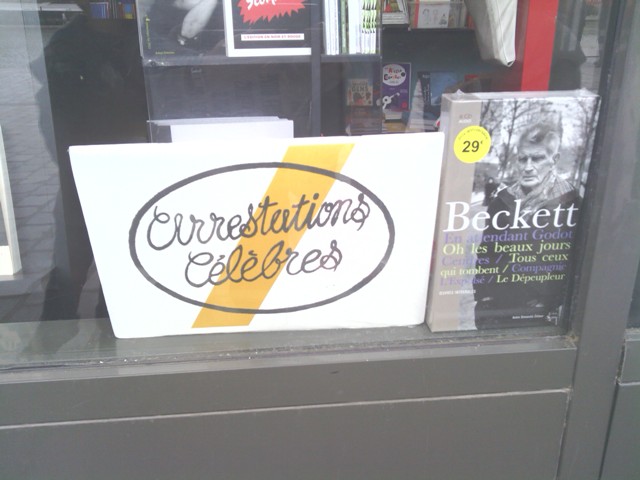 Arrestations
Célèbres
29€
Beckett
En attendant Godot
Oh les beaux jours
Cendres / Tous ceux
qui tombent / Compagnie
/ Le Dépeupleur